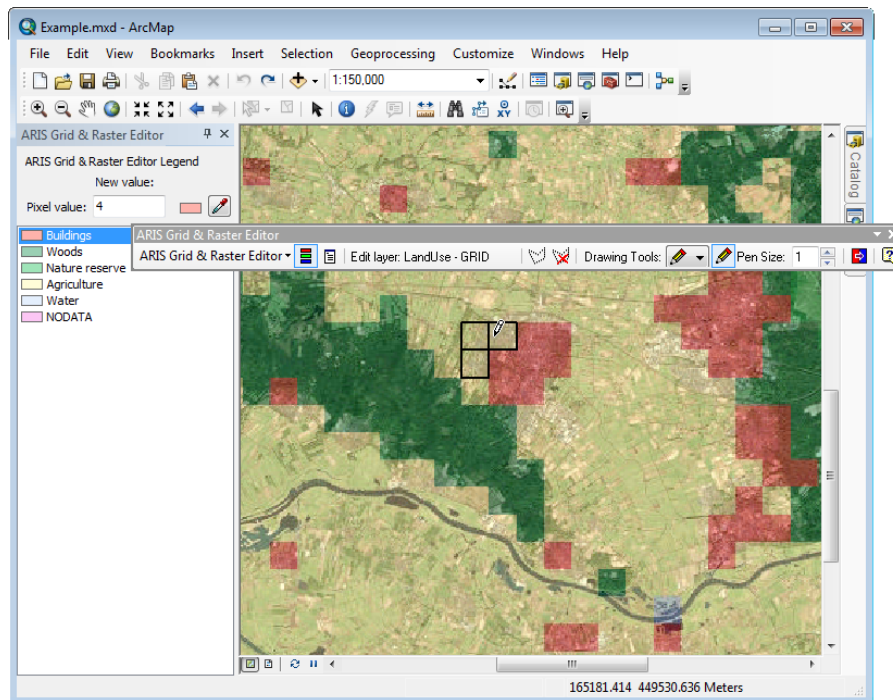 Example.mxd - ArcMap
File Edit View Bookmarks Insert Selection Geoprocessing Customize Windows Help
1:150,000
ARIS Grid & Raster Editor
ARIS Grid & Raster Editor Legend
New value:
Pixel value: 4
Catalog
ARIS Grid & Raster Editor
ARIS Grid & Raster Editor Edit layer: LandUse - GRID Drawing Tools: Pen Size: 1
Buildings
Woods
Nature reserve
Agriculture
Water
NODATA
165181.414 449530.636 Meters